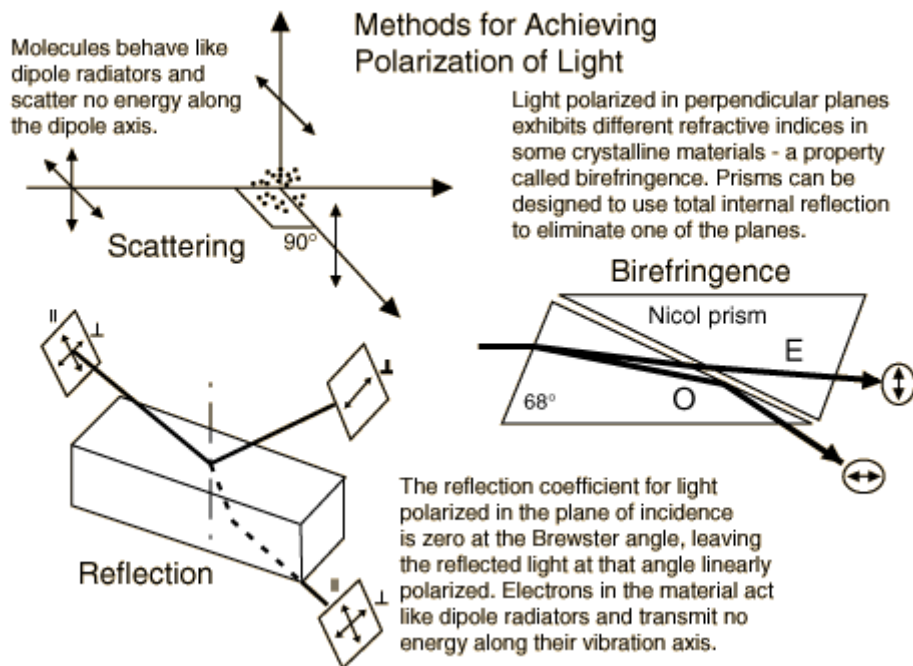 Methods for Achieving
Polarization of Light
Molecules behave like
dipole radiators and
scatter no energy along
the dipole axis.
90°
Scattering
Light polarized in perpendicular planes
exhibits different refractive indices in
some crystalline materials - a property
called birefringence. Prisms can be
designed to use total internal reflection
to eliminate one of the planes.
Birefringence
Nicol prism
E
68°
O
॥ ⊥
⊥
Reflection
॥ ⊥
The reflection coefficient for light
polarized in the plane of incidence
is zero at the Brewster angle, leaving
the reflected light at that angle linearly
polarized. Electrons in the material act
like dipole radiators and transmit no
energy along their vibration axis.